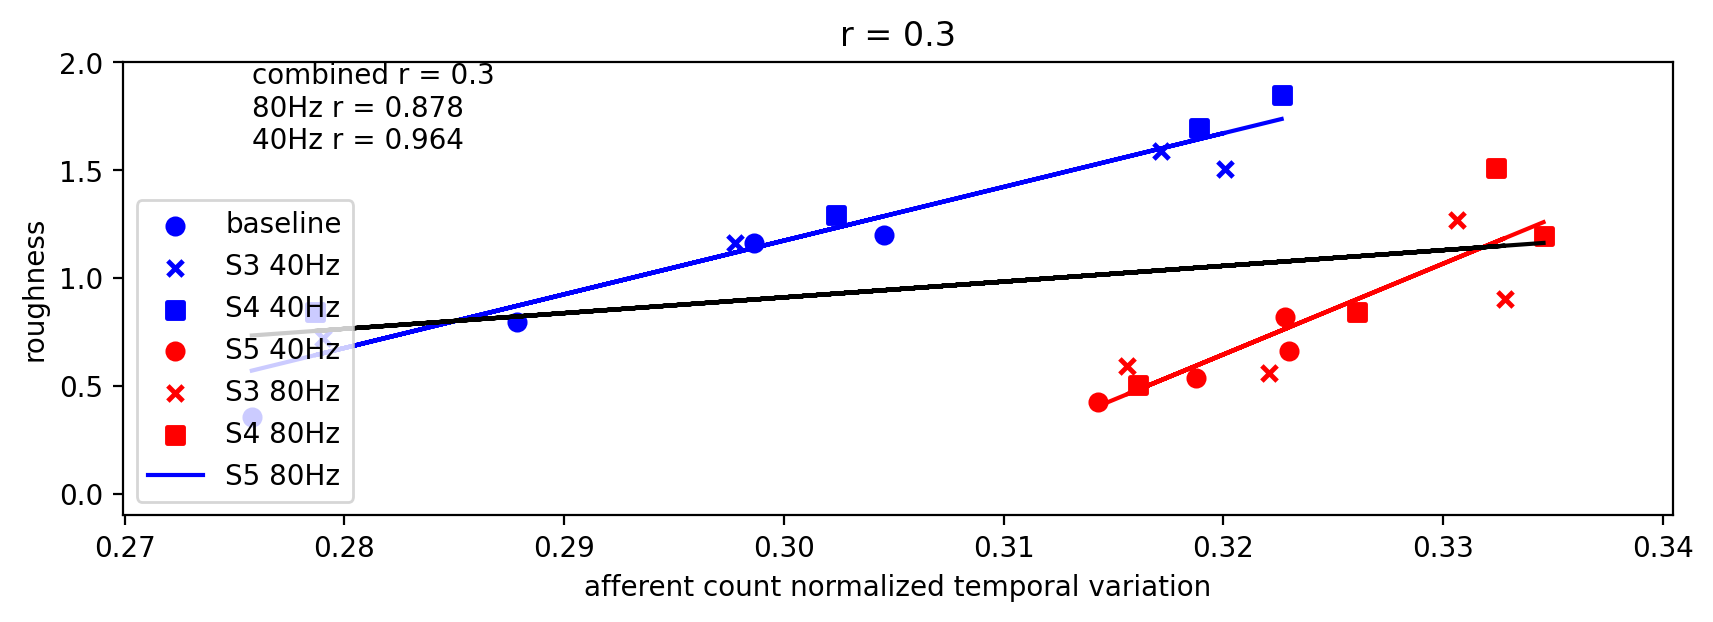 r = 0.3
combined r = 0.3
80Hz r = 0.878
40Hz r = 0.964
2.0
1.5
1.0
0.5
0.0
roughness
baseline
S3 40Hz
S4 40Hz
S5 40Hz
S3 80Hz
S4 80Hz
S5 80Hz
0.27 0.28 0.29 0.30 0.31 0.32 0.33 0.34
afferent count normalized temporal variation